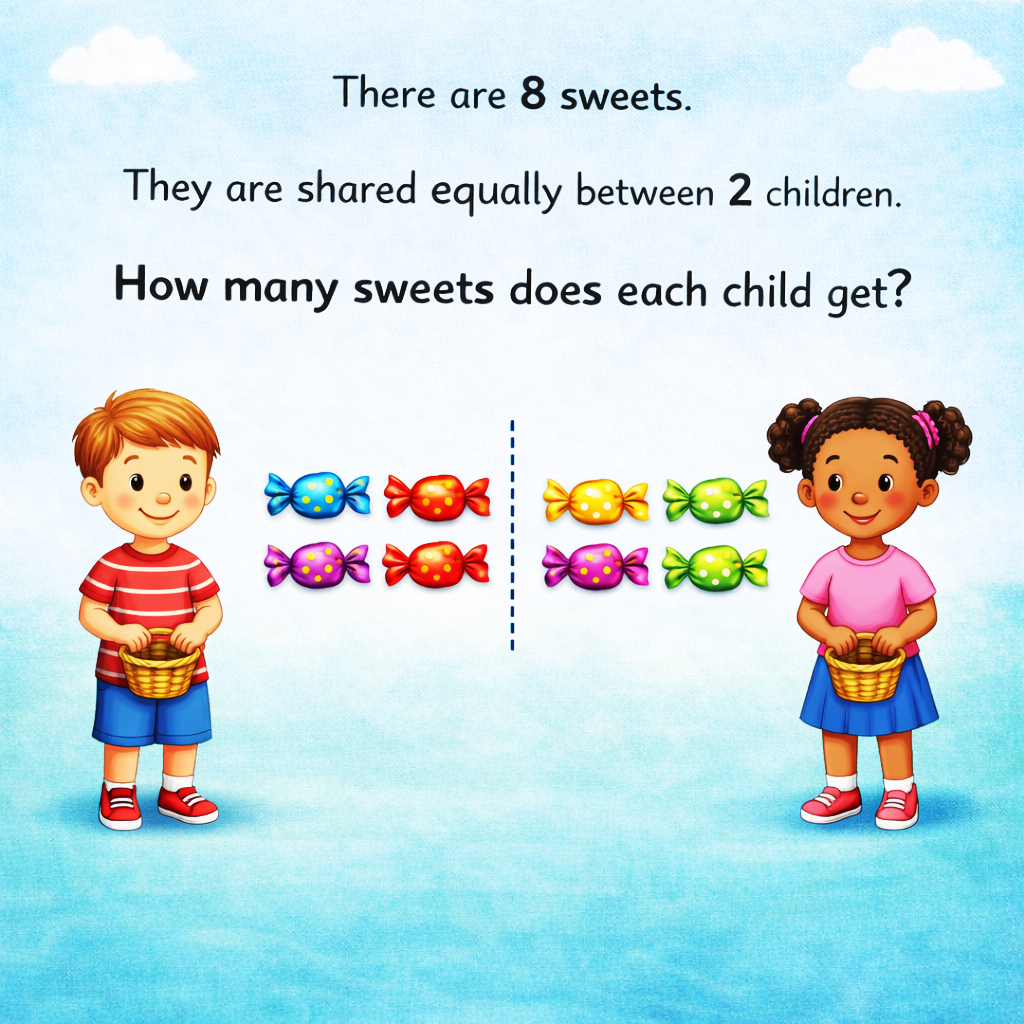 There are 8 sweets.
They are shared equally between 2 children.
How many sweets does each child get?